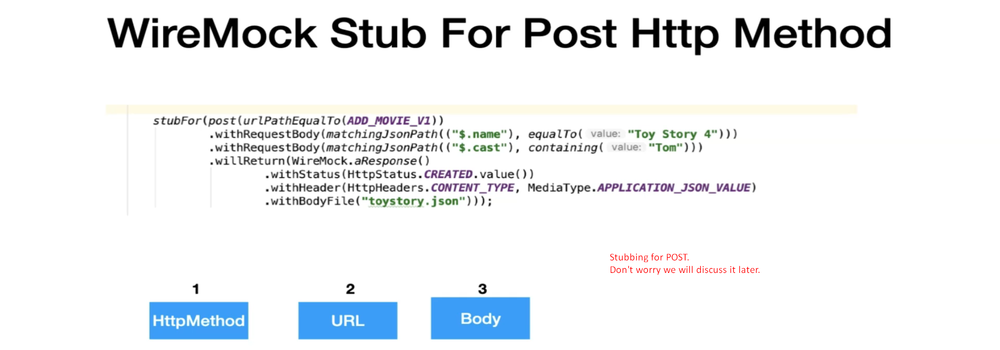 WireMock Stub For Post Http Method
stubFor(post(urlPathEqualTo(ADD_MOVIE_V1))
.withRequestBody(matchingJsonPath(("$.name"), equalTo( value: "Toy Story 4")))
.withRequestBody(matchingJsonPath(("$.cast"), containing( value: "Tom")))
.willReturn(WireMock.aResponse()
.withStatus(HttpStatus.CREATED.value())
.withHeader(HttpHeaders.CONTENT_TYPE, MediaType.APPLICATION_JSON_VALUE)
.withBodyFile("toystory.json")));
Stubbing for POST.
Don't worry we will discuss it later.
1 2 3
HttpMethod URL Body